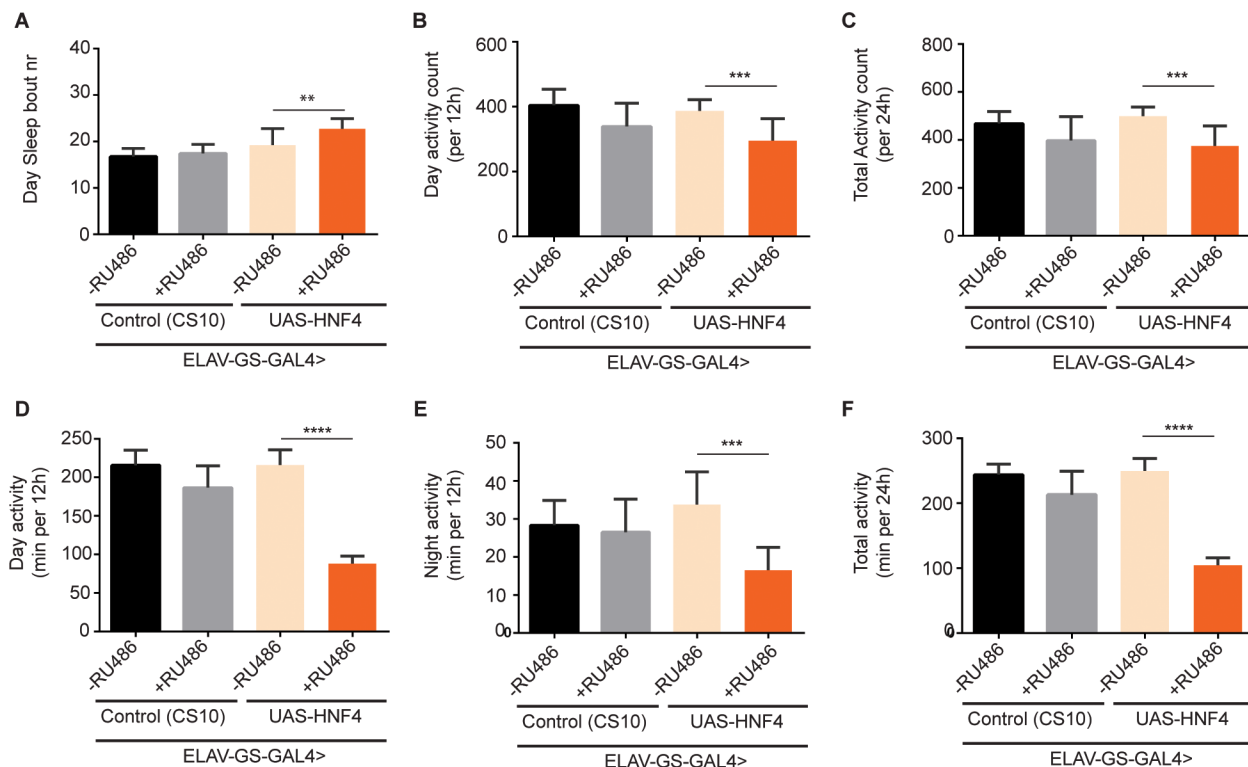 A
Day Sleep bout nr
40
30
20
10
0
**
-RU486
+RU486
-RU486
+RU486
Control (CS10)
UAS-HNF4
ELAV-GS-GAL4>
B
Day activity count
(per 12h)
600
400
200
0
***
-RU486
+RU486
-RU486
+RU486
Control (CS10)
UAS-HNF4
ELAV-GS-GAL4>
C
Total Activity count
(per 24h)
800
600
400
200
0
***
-RU486
+RU486
-RU486
+RU486
Control (CS10)
UAS-HNF4
ELAV-GS-GAL4>
D
Day activity
(min per 12h)
250
200
150
100
50
0
****
-RU486
+RU486
-RU486
+RU486
Control (CS10)
UAS-HNF4
ELAV-GS-GAL4>
E
Night activity
(min per 12h)
50
40
30
20
10
0
***
-RU486
+RU486
-RU486
+RU486
Control (CS10)
UAS-HNF4
ELAV-GS-GAL4>
F
Total activity
(min per 24h)
300
200
100
0
****
-RU486
+RU486
-RU486
+RU486
Control (CS10)
UAS-HNF4
ELAV-GS-GAL4>